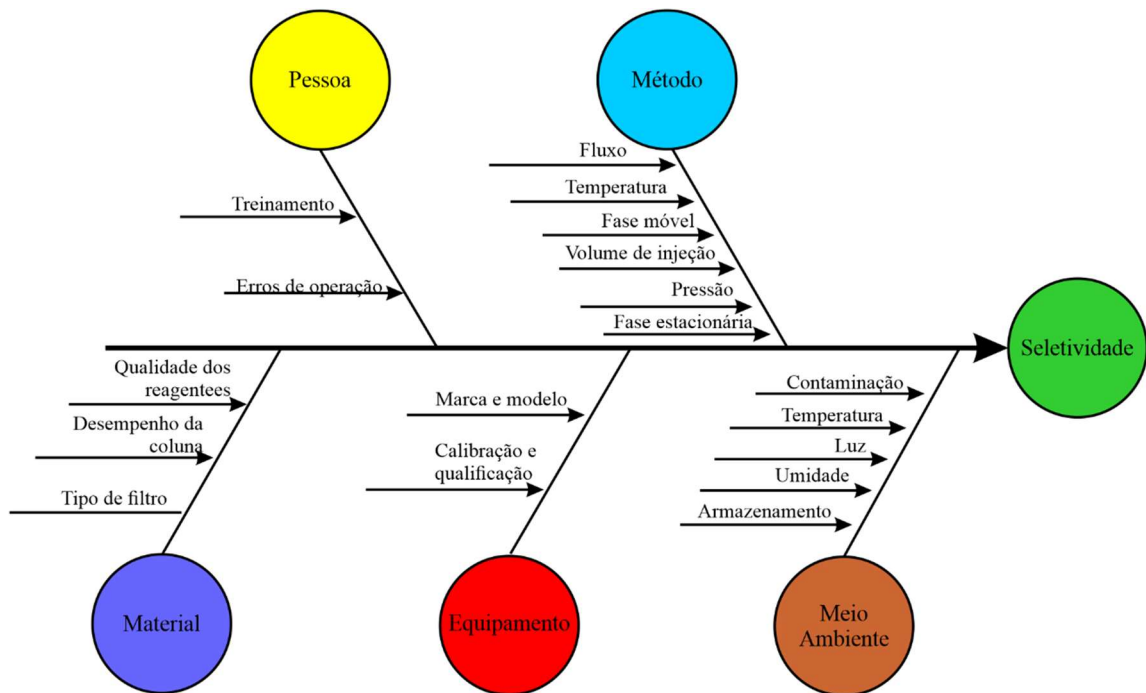 Pessoa
Método
Fluxo
Temperatura
Fase móvel
Volume de injeção
Pressão
Fase estacionária
Treinamento
Erros de operação
Seletividade
Qualidade dos
reagentees
Desempenho da
coluna
Tipo de filtro
Marca e modelo
Calibração e
qualificação
Contaminação
Temperatura
Luz
Umidade
Armazenamento
Material
Equipamento
Meio
Ambiente